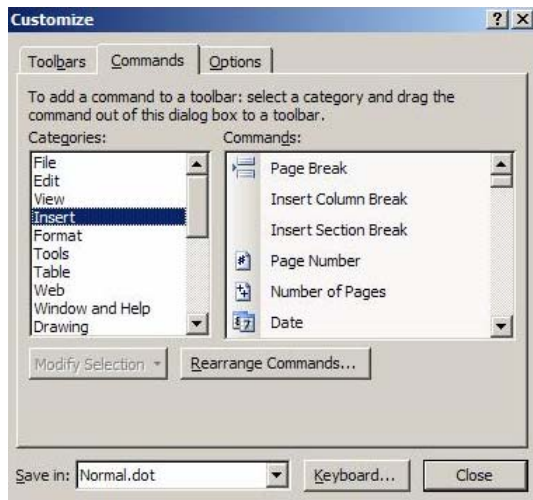 Customize
Toolbars Commands Options
To add a command to a toolbar: select a category and drag the
command out of this dialog box to a toolbar.
Categories:
File
Edit
View
Insert
Format
Tools
Table
Web
Window and Help
Drawing
Commands:
Page Break
Insert Column Break
Insert Section Break
Page Number
Number of Pages
Date
Modify Selection
Rearrange Commands...
Save in: Normal.dot
Keyboard...
Close